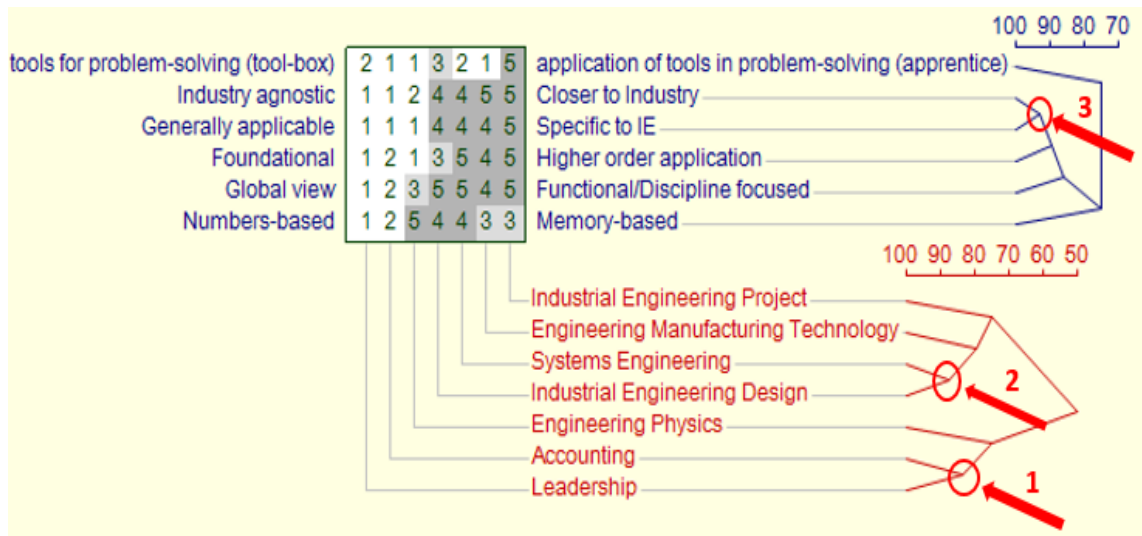 100 90 80 70
tools for problem-solving (tool-box) 2 1 1 3 2 1 5 application of tools in problem-solving (apprentice)
Industry agnostic 1 1 2 4 4 5 5 Closer to Industry
3
Generally applicable 1 1 1 4 4 4 5 Specific to IE
Foundational 1 2 1 3 5 4 5 Higher order application
Global view 1 2 3 5 5 4 5 Functional/Discipline focused
Numbers-based 1 2 5 4 4 3 3 Memory-based
100 90 80 70 60 50
Industrial Engineering Project
Engineering Manufacturing Technology
Systems Engineering
2
Industrial Engineering Design
Engineering Physics
Accounting
1
Leadership